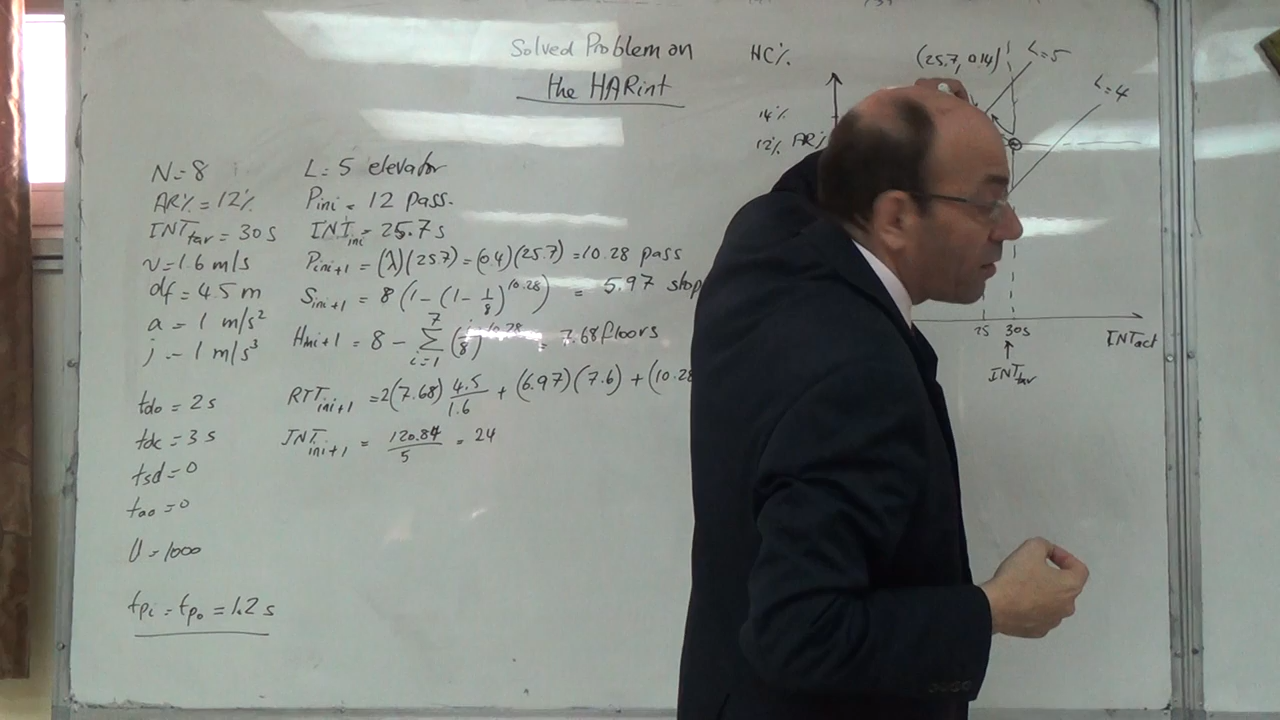 Solved Problem on
the HARint
N=8
AR% = 12%
INTtar = 30 s
v = 1.6 m/s
df = 4.5 m
a = 1 m/s²
j = 1 m/s³
tdo = 2 s
tdc = 3 s
tsd = 0
tao = 0
U = 1000
tpi = tpo = 1.2 s
L = 5 elevator
Pini = 12 pass.
INTini = 25.7 s
Pini+1 = (λ)(25.7) = (0.4)(25.7) = 10.28 pass
Sini+1 = 8(1-(1-1/8)^10.28) = 5.97 stop
Hini+1 = 8 - Σ i=1 7 (i/8)^10.28 = 7.68 floors
RTTini+1 = 2(7.68) 4.5/1.6 + (6.97)(7.6) + (10.28
INTini+1 = 120.84/5 = 24
HC%
14%
12% AR%
(25.7, 0.14)
L=5
L=4
25 30s
INTtar
INTact